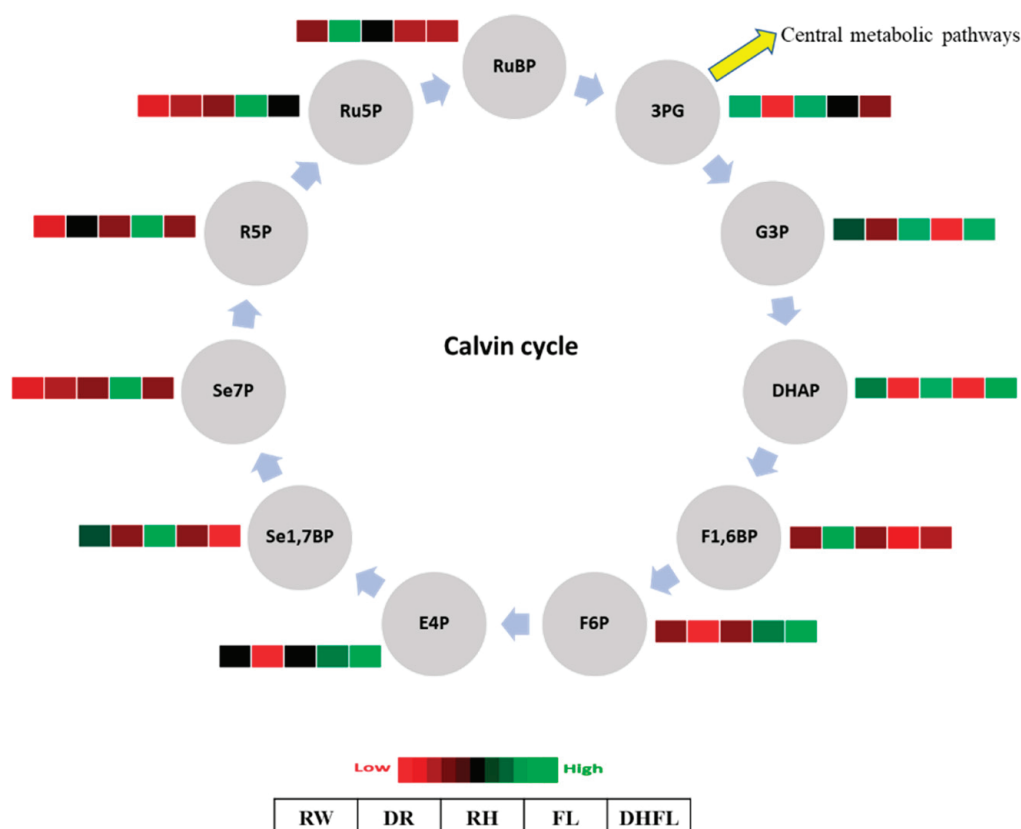 Central metabolic pathways
RuBP
Ru5P
3PG
R5P
G3P
Calvin cycle
Se7P
DHAP
Se1,7BP
F1,6BP
E4P
F6P
Low
High
RW DR RH FL DHFL